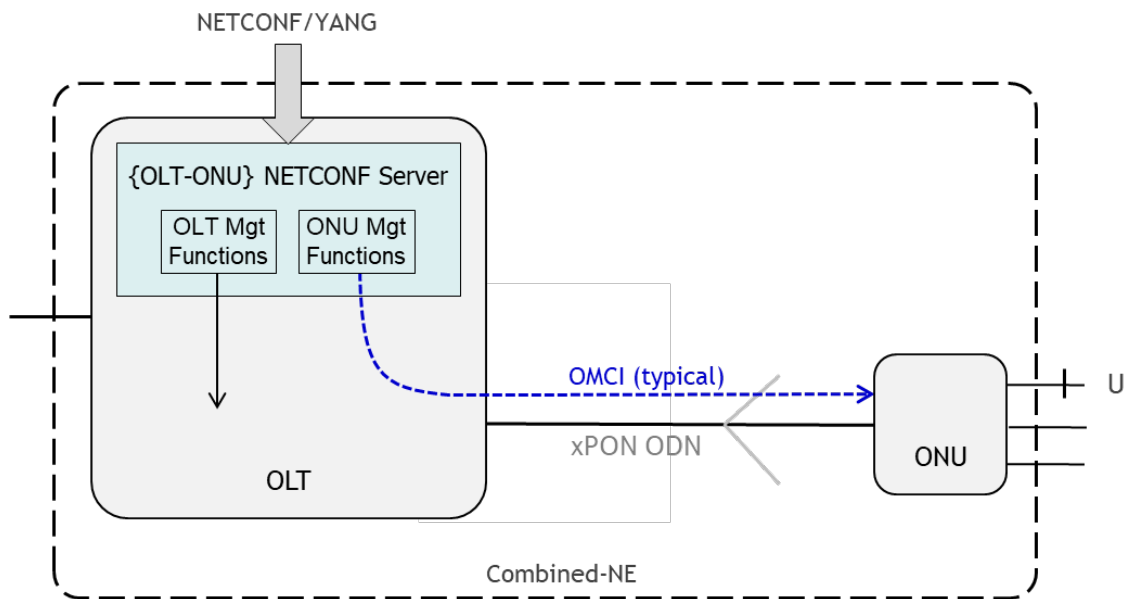 NETCONF/YANG
{OLT-ONU} NETCONF Server
OLT Mgt
Functions
ONU Mgt
Functions
OMCI (typical)
xPON ODN
U
ONU
OLT
Combined-NE